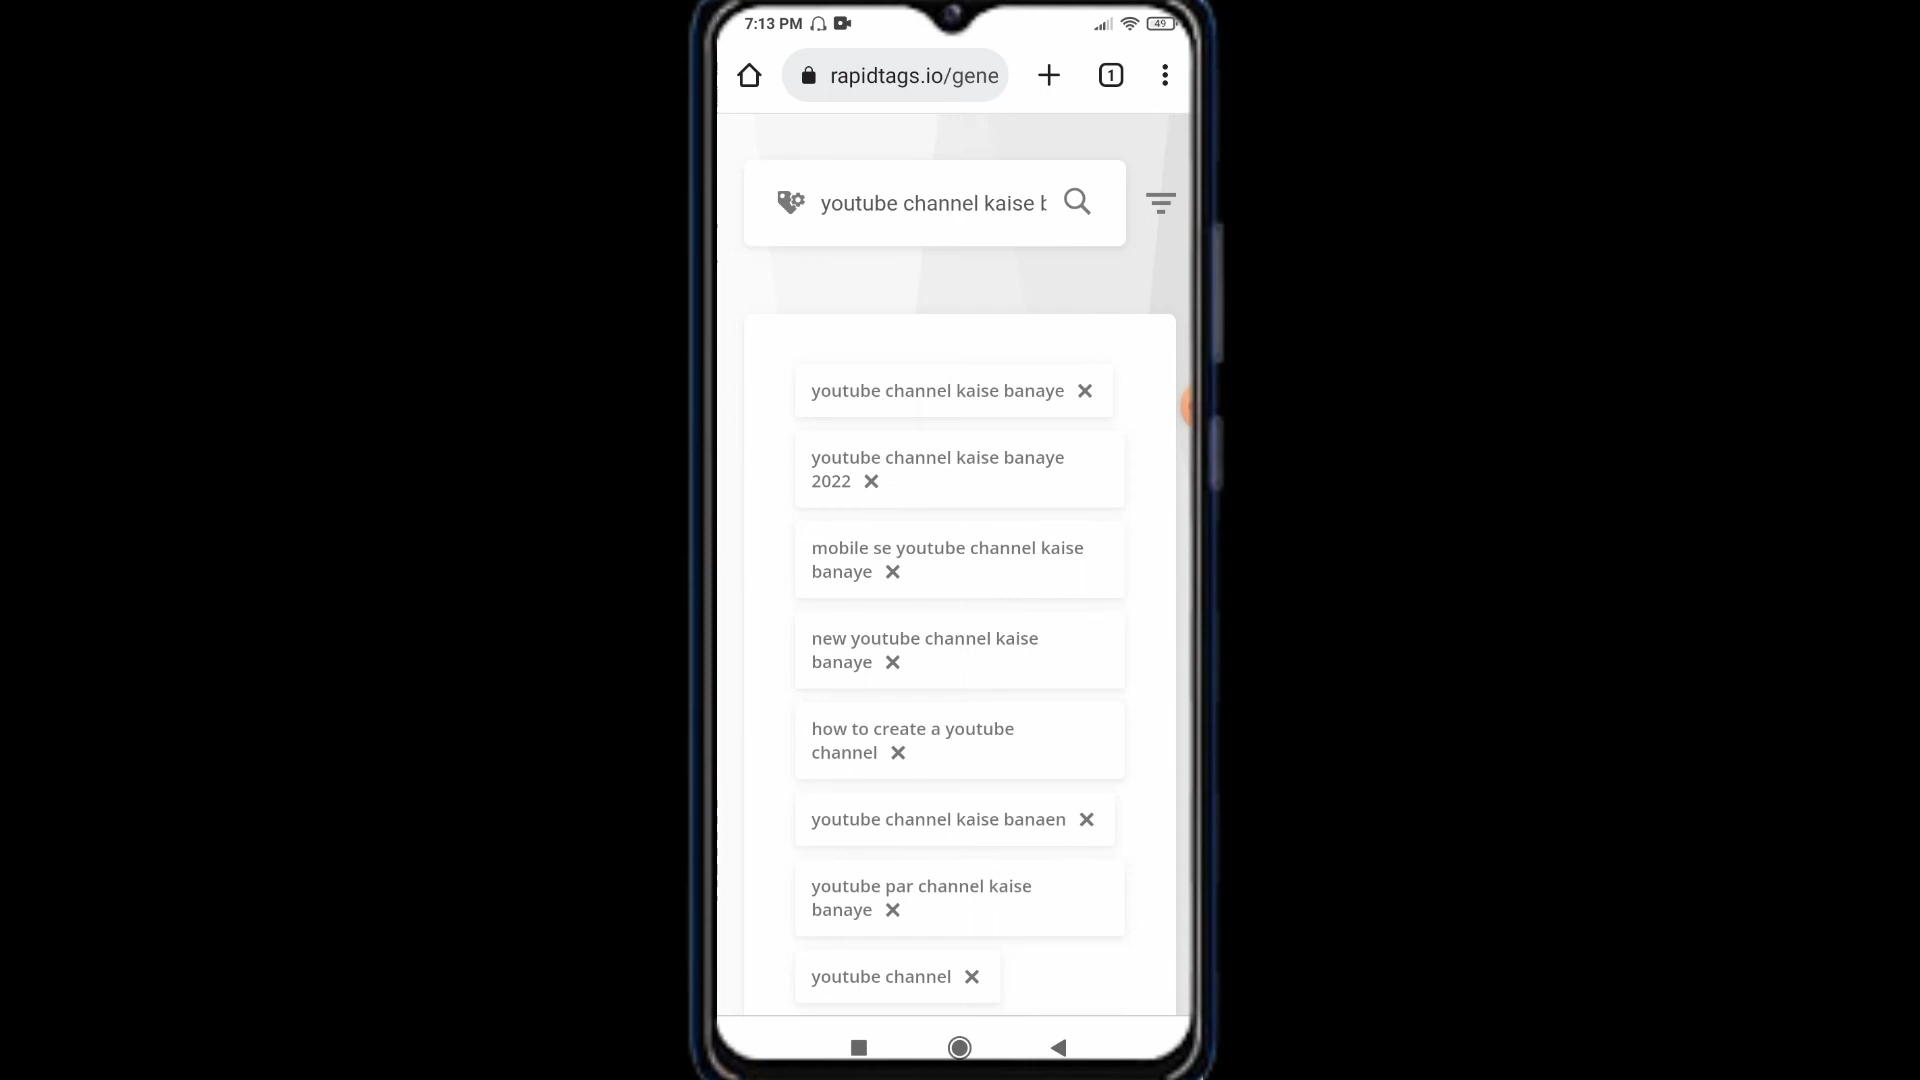 7:13 PM
49
rapidtags.io/gene
1
youtube channel kaise b
youtube channel kaise banaye
youtube channel kaise banaye
2022
mobile se youtube channel kaise
banaye
new youtube channel kaise
banaye
how to create a youtube
channel
youtube channel kaise banaen
youtube par channel kaise
banaye
youtube channel